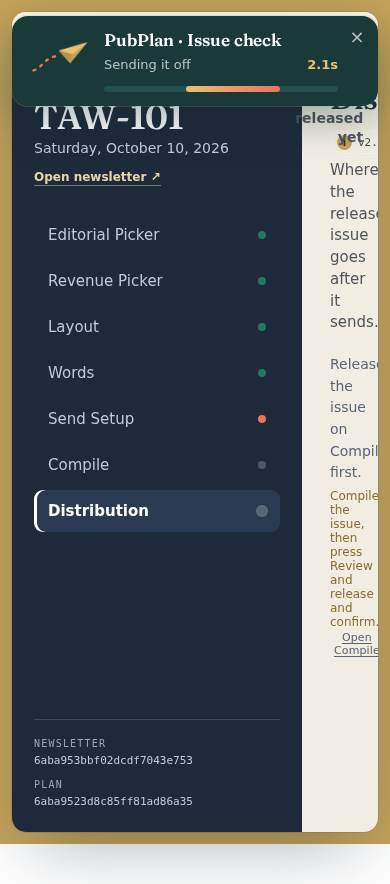 PubPlan · Issue check
Sending it off
2.1s
TAW-101
Saturday, October 10, 2026
Open newsletter ↗
Editorial Picker
Revenue Picker
Layout
Words
Send Setup
Compile
Distribution
NEWSLETTER
6aba953bbf02dcdf7043e753
PLAN
6aba9523d8c85ff81ad86a35
released
yet
v2.
Where
the
release
issue
goes
after
it
sends.
Release
the
issue
on
Compil
first.
Compile
the
issue,
then
press
Review
and
release
and
confirm.
Open
Compile